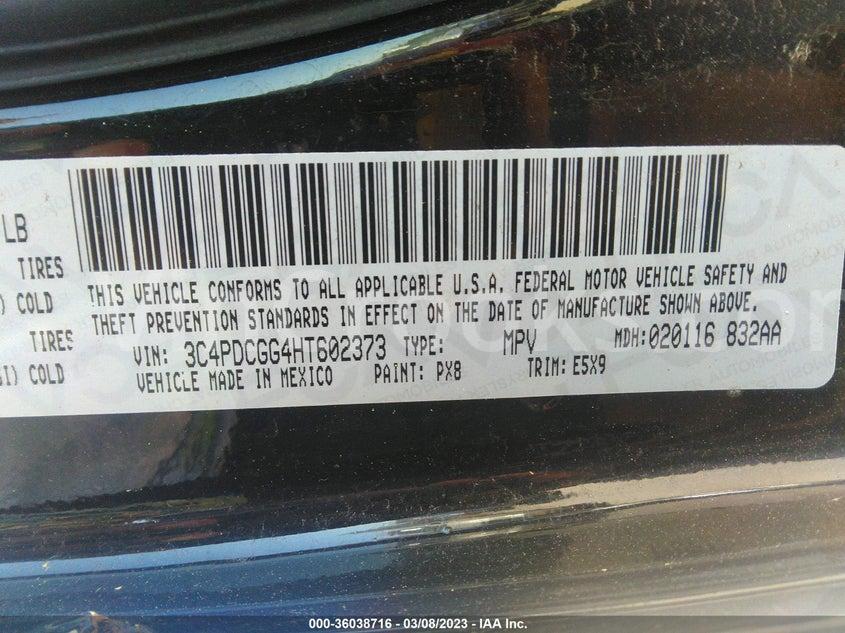 LB
TIRES
) COLD
TIRES
SI) COLD
THIS VEHICLE CONFORMS TO ALL APPLICABLE U.S.A. FEDERAL MOTOR VEHICLE SAFETY AND
THEFT PREVENTION STANDARDS IN EFFECT ON THE DATE OF MANUFACTURE SHOWN ABOVE.
VIN: 3C4PDCGG4HT602373 TYPE: MPV MDH:020116 832AA
VEHICLE MADE IN MEXICO PAINT: PX8 TRIM: E5X9
000-36038716 - 03/08/2023 - IAA Inc.